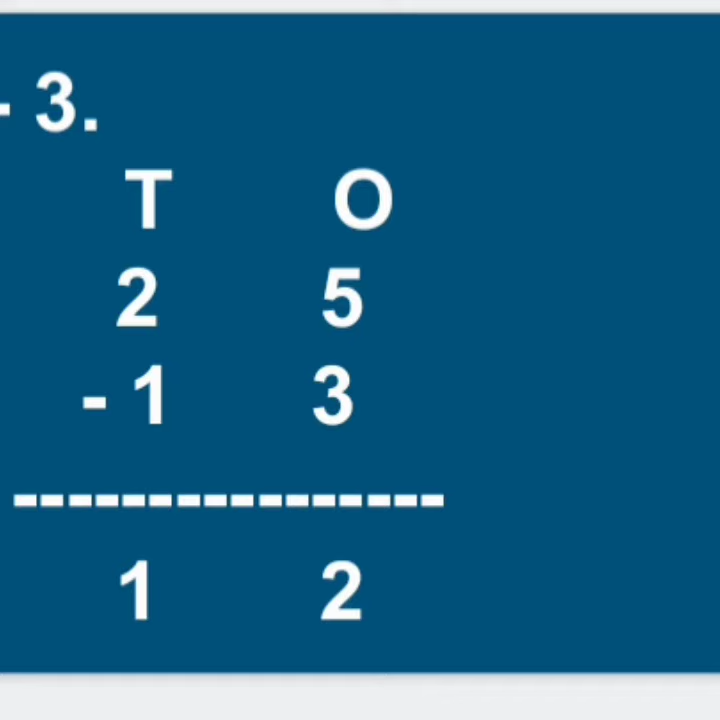 - 3.
T O
2 5
- 1 3
----------------
1 2